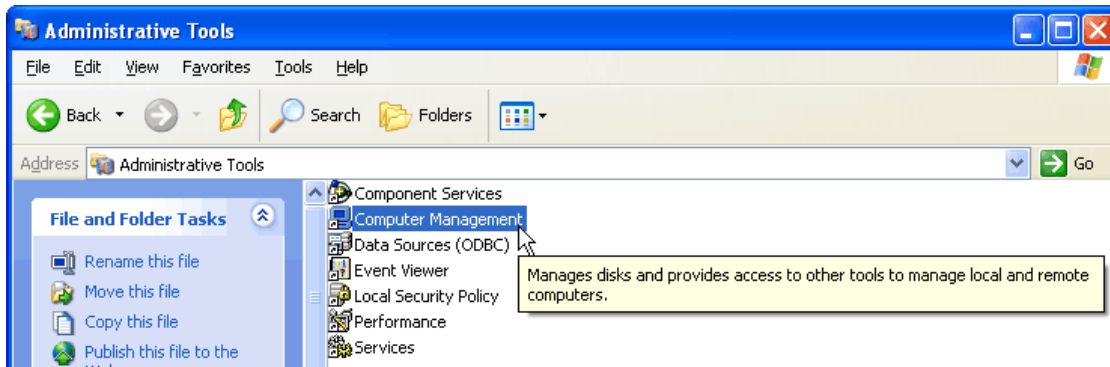 Administrative Tools
File Edit View Favorites Tools Help
Back Search Folders
Address Administrative Tools Go
File and Folder Tasks
Rename this file
Move this file
Copy this file
Publish this file to the
Component Services
Computer Management
Data Sources (ODBC)
Event Viewer
Local Security Policy
Performance
Services
Manages disks and provides access to other tools to manage local and remote
computers.